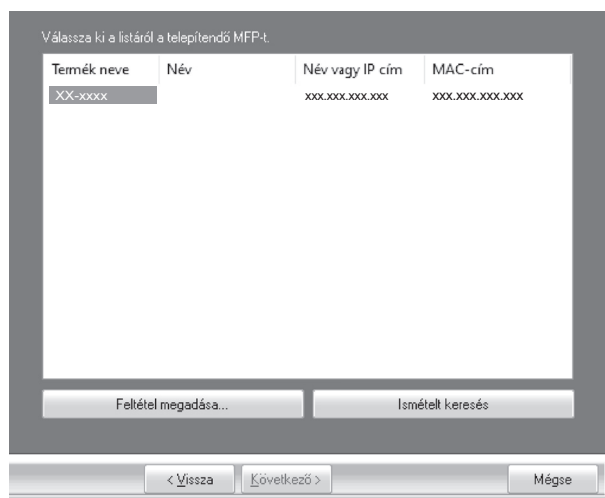 Válassza ki a listáról a telepítendő MFP-t.
Termék neve Név Név vagy IP cím MAC-cím
XX-xxxx xxx.xxx.xxx.xxx xxx.xxx.xxx.xxx
Feltétel megadása... Ismételt keresés
< Vissza Következő > Mégse